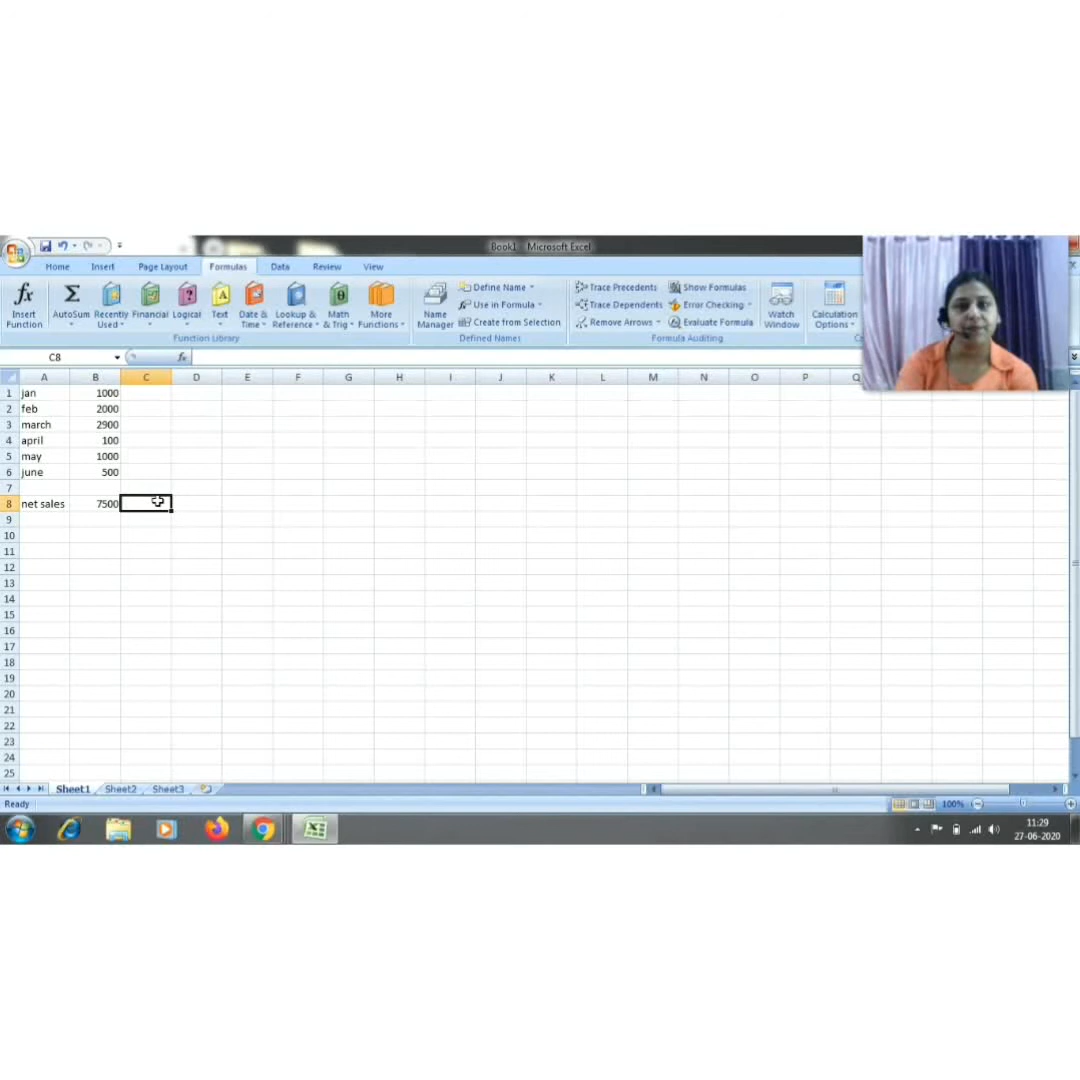 Book1 - Microsoft Excel
Home Insert Page Layout Formulas Data Review View
fx Σ
Insert Function AutoSum Recently Used Financial Logical Text Date & Time Lookup & Reference Math & Trig More Functions
Function Library
Name Manager Define Name Use in Formula Create from Selection
Defined Names
Trace Precedents Show Formulas
Trace Dependents Error Checking
Remove Arrows Evaluate Formula
Formula Auditing
Watch Window Calculation Options
C8 fx
A B C D E F G H I J K L M N O P Q
1 jan 1000
2 feb 2000
3 march 2900
4 april 100
5 may 1000
6 june 500
7
8 net sales 7500
9
10
11
12
13
14
15
16
17
18
19
20
21
22
23
24
25
Sheet1 Sheet2 Sheet3
Ready 100%
11:29
27-06-2020